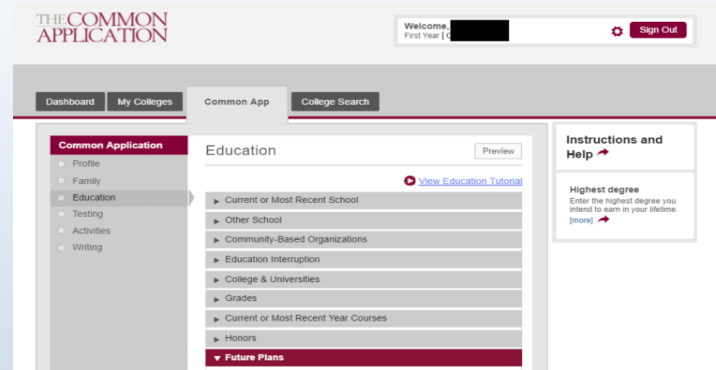 THE COMMON
APPLICATION
Welcome,
First Year |
Sign Out
Dashboard
My Colleges
Common App
College Search
Common Application
Profile
Family
Education
Testing
Activities
Writing
Education
Preview
View Education Tutorial
Current or Most Recent School
Other School
Community-Based Organizations
Education Interruption
College & Universities
Grades
Current or Most Recent Year Courses
Honors
Future Plans
Instructions and
Help
Highest degree
Enter the highest degree you
intend to earn in your lifetime.
[more]